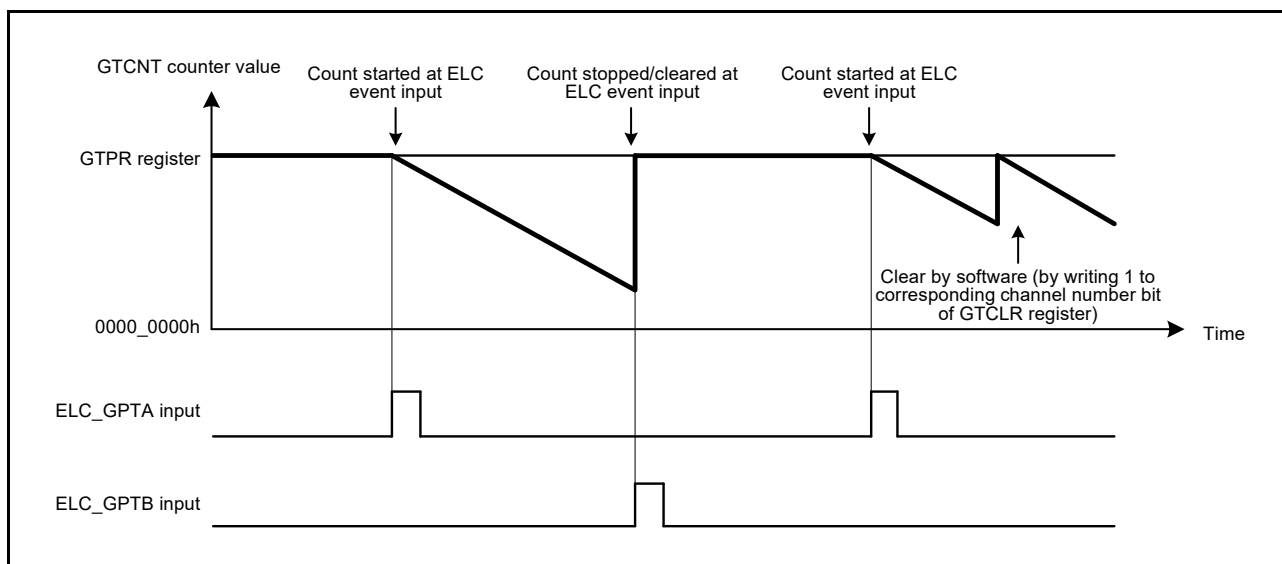 GTCNT counter value
Count started at ELC
event input
Count stopped/cleared at
ELC event input
Count started at ELC
event input
GTPR register
Clear by software (by writing 1 to
corresponding channel number bit
of GTCLR register)
0000_0000h
Time
ELC_GPTA input
ELC_GPTB input